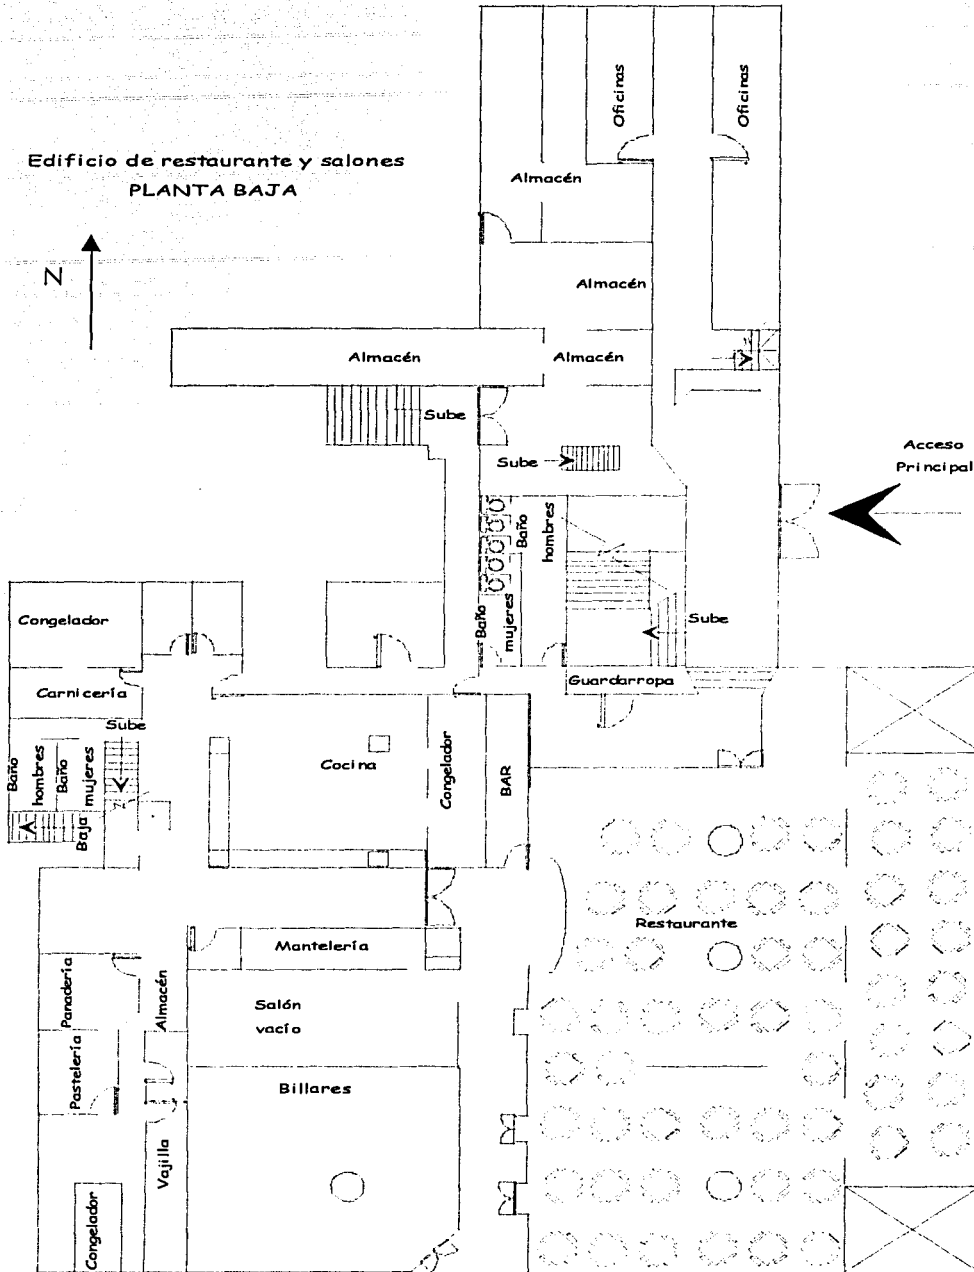 Edificio de restaurante y salones
PLANTA BAJA
N
Oficinas
Oficinas
Almacén
Almacén
Almacén
Almacén
Sube
Sube
Acceso
Principal
Baño
hombres
Baño
mujeres
Sube
Guardarropa
Congelador
Carnicería
Sube
Baño
hombres
Baño
mujeres
Baja
Cocina
Congelador
BAR
Restaurante
Mantelería
Panadería
Almacén
Salón
vacío
Pastelería
Billares
Vajilla
Congelador